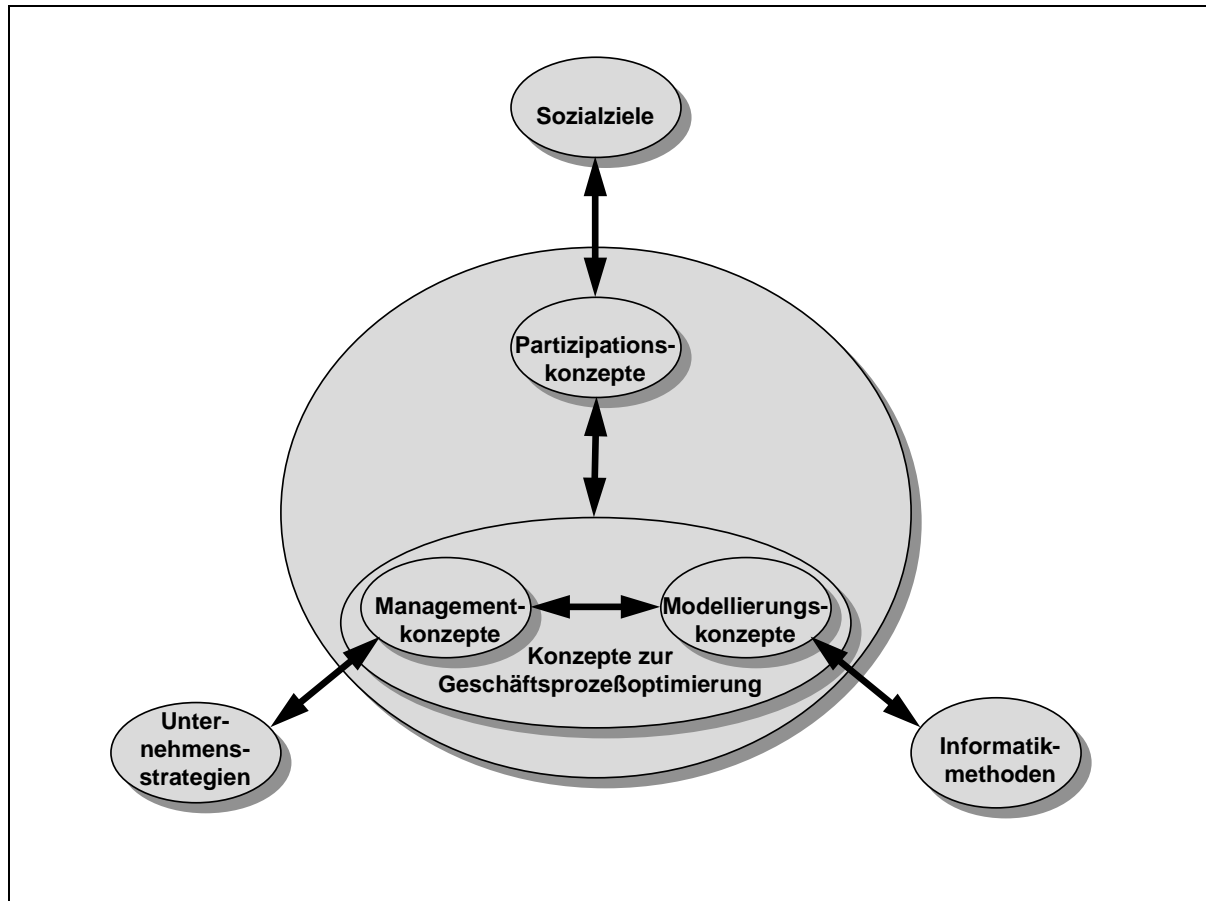 Sozialziele
Partizipations-
konzepte
Management-
konzepte
Modellierungs-
konzepte
Konzepte zur
Geschäftsprozeßoptimierung
Unter-
nehmens-
strategien
Informatik-
methoden